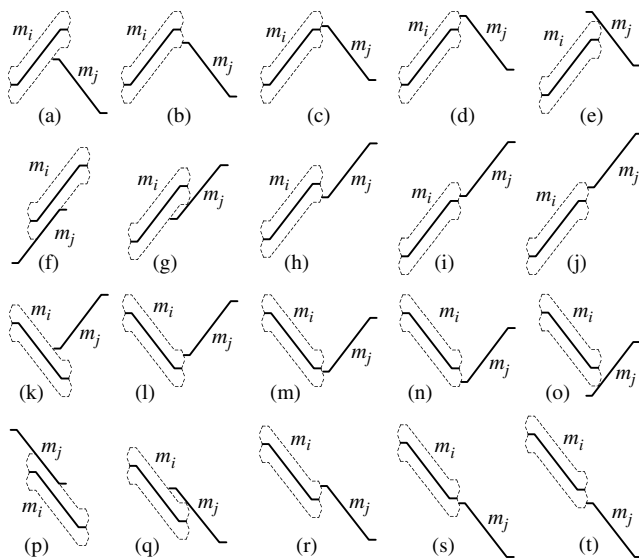 m_i m_j m_i m_j m_i m_j m_i m_j m_i m_j
(a) (b) (c) (d) (e)
m_i m_j m_i m_j m_i m_j m_i m_j m_i m_j
(f) (g) (h) (i) (j)
m_i m_j m_i m_j m_i m_j m_i m_j m_i m_j
(k) (l) (m) (n) (o)
m_j m_i m_i m_j m_i m_j m_i m_j m_i m_j
(p) (q) (r) (s) (t)